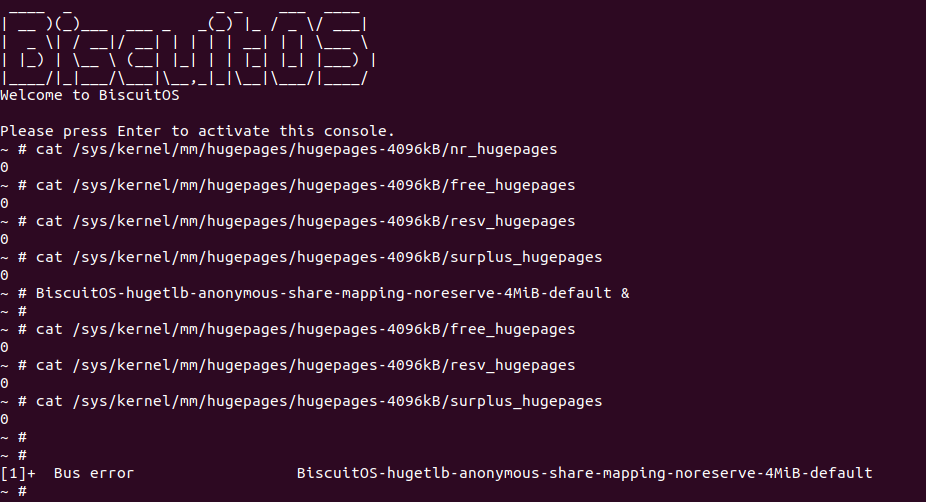 ____  _                _ _    ___  ____
| __ )(_)___  ___ _   _(_) |_ / _ \/ ___|
|  _ \| / __|/ __| | | | | __| | | \___ \
| |_) | \__ \ (__| |_| | | |_| |_| |___) |
|____/|_|___/\___|\__,_|_|\__|\___/|____/
Welcome to BiscuitOS
Please press Enter to activate this console.
~ # cat /sys/kernel/mm/hugepages/hugepages-4096kB/nr_hugepages
0
~ # cat /sys/kernel/mm/hugepages/hugepages-4096kB/free_hugepages
0
~ # cat /sys/kernel/mm/hugepages/hugepages-4096kB/resv_hugepages
0
~ # cat /sys/kernel/mm/hugepages/hugepages-4096kB/surplus_hugepages
0
~ # BiscuitOS-hugetlb-anonymous-share-mapping-noreserve-4MiB-default &
~ #
~ # cat /sys/kernel/mm/hugepages/hugepages-4096kB/free_hugepages
0
~ # cat /sys/kernel/mm/hugepages/hugepages-4096kB/resv_hugepages
0
~ # cat /sys/kernel/mm/hugepages/hugepages-4096kB/surplus_hugepages
0
~ #
~ #
[1]+  Bus error                  BiscuitOS-hugetlb-anonymous-share-mapping-noreserve-4MiB-default
~ #